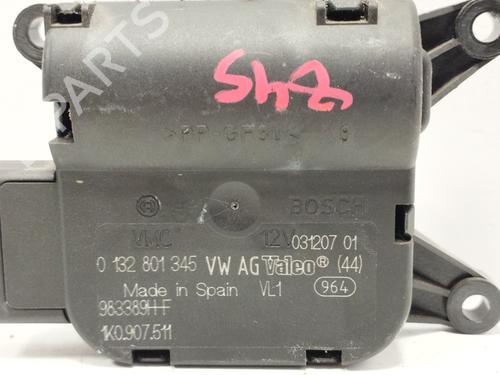 >PP-GF30<
BOSCH
VMC 12V 031207 01
0 132 801 345 VW AG Valeo® (44)
Made in Spain VL1 964
983389H-F
1K0.907.511